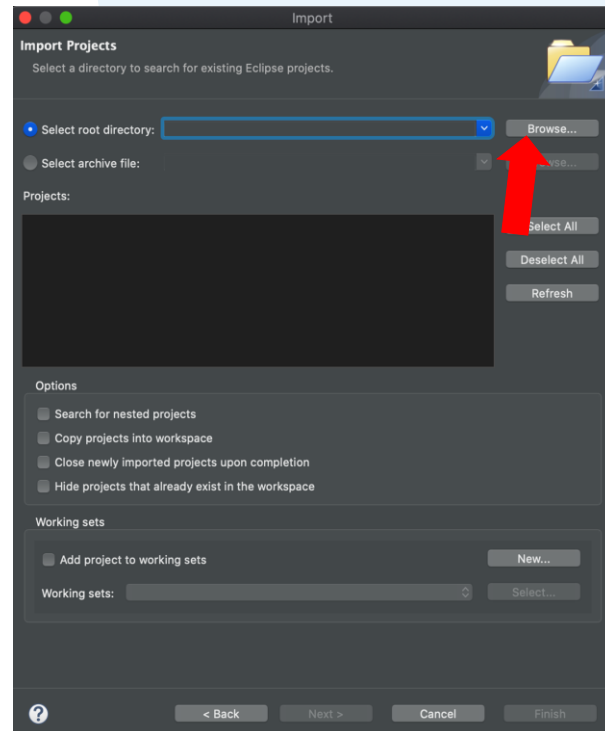 Import
Import Projects
Select a directory to search for existing Eclipse projects.
Select root directory: Browse...
Select archive file:
Projects:
Select All
Deselect All
Refresh
Options
Search for nested projects
Copy projects into workspace
Close newly imported projects upon completion
Hide projects that already exist in the workspace
Working sets
Add project to working sets New...
Working sets: Select...
? < Back Next > Cancel Finish